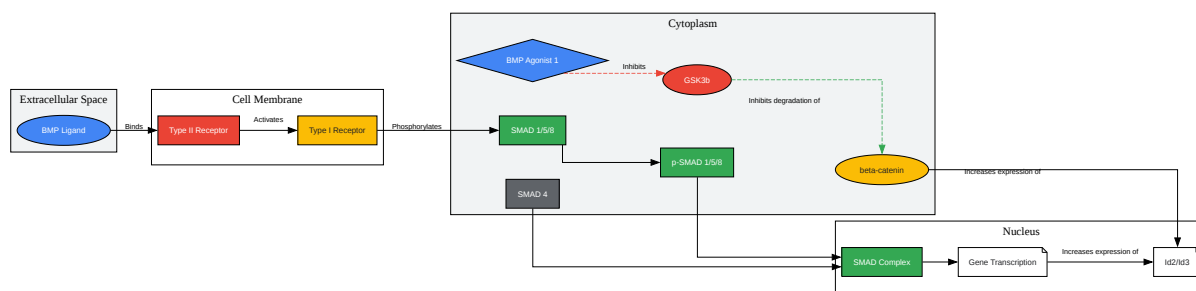 Cytoplasm
BMP Agonist 1
Inhibits
GSK3b
Extracellular Space
Cell Membrane
Inhibits degradation of
BMP Ligand
Binds
Type II Receptor
Activates
Type I Receptor
Phosphorylates
SMAD 1/5/8
p-SMAD 1/5/8
beta-catenin
Increases expression of
SMAD 4
Nucleus
SMAD Complex
Gene Transcription
Increases expression of
Id2/Id3